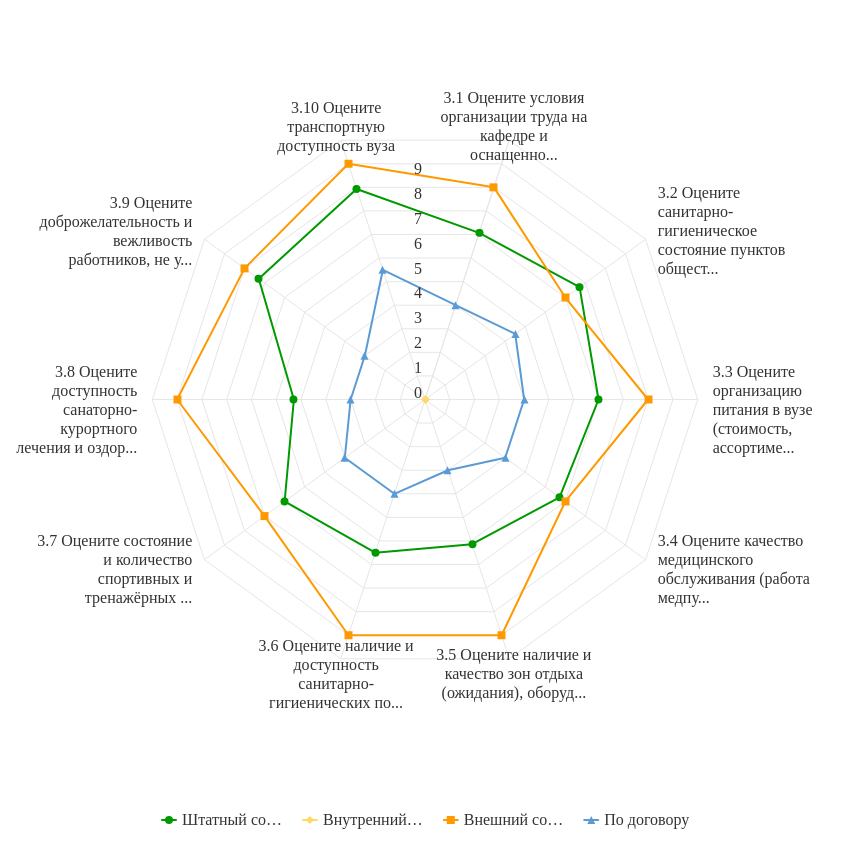 3.10 Оцените
транспортную
доступность вуза
3.1 Оцените условия
организации труда на
кафедре и
оснащенно...
3.2 Оцените
санитарно-
гигиеническое
состояние пунктов
общест...
3.3 Оцените
организацию
питания в вузе
(стоимость,
ассортиме...
3.4 Оцените качество
медицинского
обслуживания (работа
медпу...
3.5 Оцените наличие и
качество зон отдыха
(ожидания), оборуд...
3.6 Оцените наличие и
доступность
санитарно-
гигиенических по...
3.7 Оцените состояние
и количество
спортивных и
тренажёрных ...
3.8 Оцените
доступность
санаторно-
курортного
лечения и оздор...
3.9 Оцените
доброжелательность и
вежливость
работников, не у...
9
8
7
6
5
4
3
2
1
0
Штатный со…
Внутренний…
Внешний со…
По договору